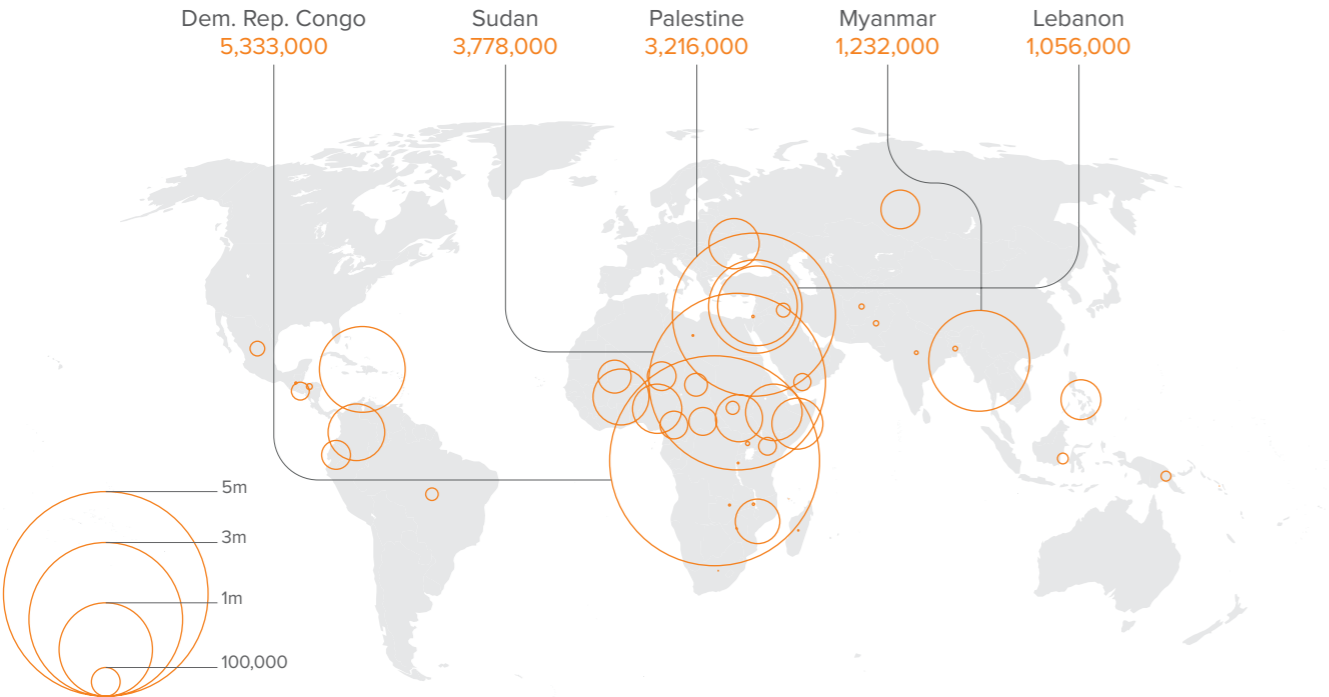 Dem. Rep. Congo
5,333,000
Sudan
3,778,000
Palestine
3,216,000
Myanmar
1,232,000
Lebanon
1,056,000
5m
3m
1m
100,000